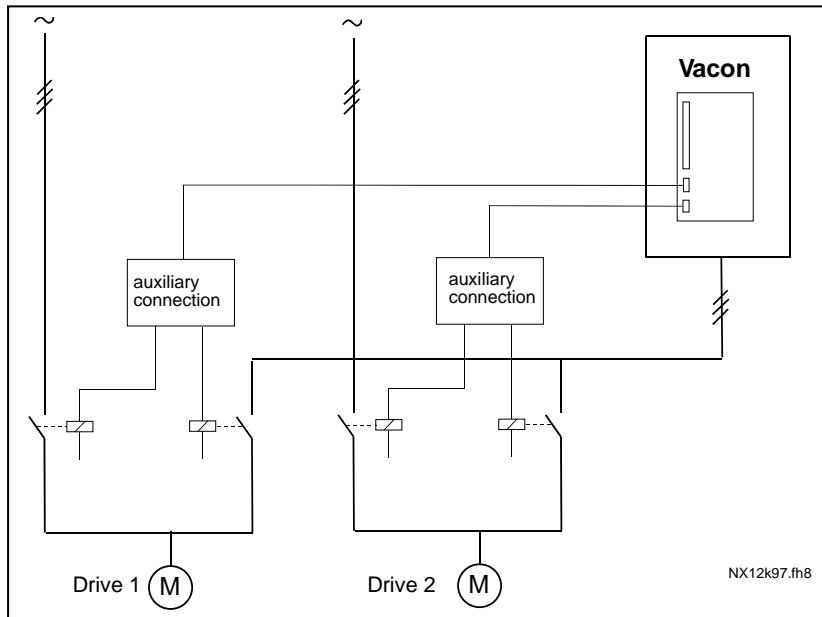 ~
~
Vacon
auxiliary
connection
auxiliary
connection
Drive 1
M
Drive 2
M
NX12k97.fh8